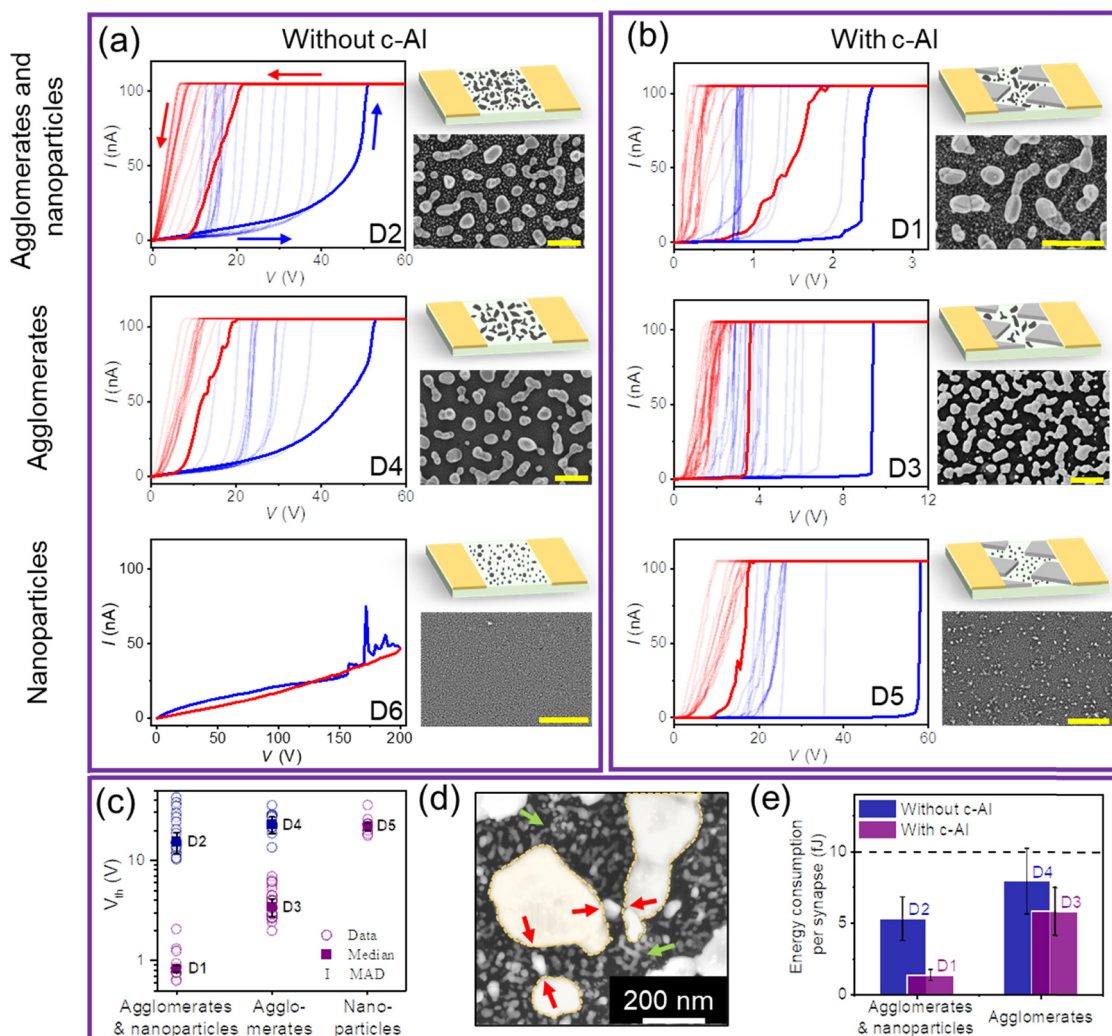 (a)
Without c-Al
(b)
With c-Al
Agglomerates and
nanoparticles
100
50
0
I (nA)
D2
0
20
40
60
V (V)
100
50
0
I (nA)
D1
0
1
2
3
V (V)
Agglomerates
100
50
0
I (nA)
D4
0
20
40
60
V (V)
100
50
0
I (nA)
D3
0
4
8
12
V (V)
Nanoparticles
100
50
0
I (nA)
D6
0
50
100
150
200
V (V)
100
50
0
I (nA)
D5
0
20
40
60
V (V)
(c)
Vth (V)
10
1
D2
D4
D5
D3
D1
Data
Median
I MAD
Agglomerates
& nanoparticles
Agglo-
merates
Nano-
particles
(d)
200 nm
(e)
Energy consumption
per synapse (fJ)
10
5
0
Without c-Al
With c-Al
D2
D1
D4
D3
Agglomerates
& nanoparticles
Agglomerates